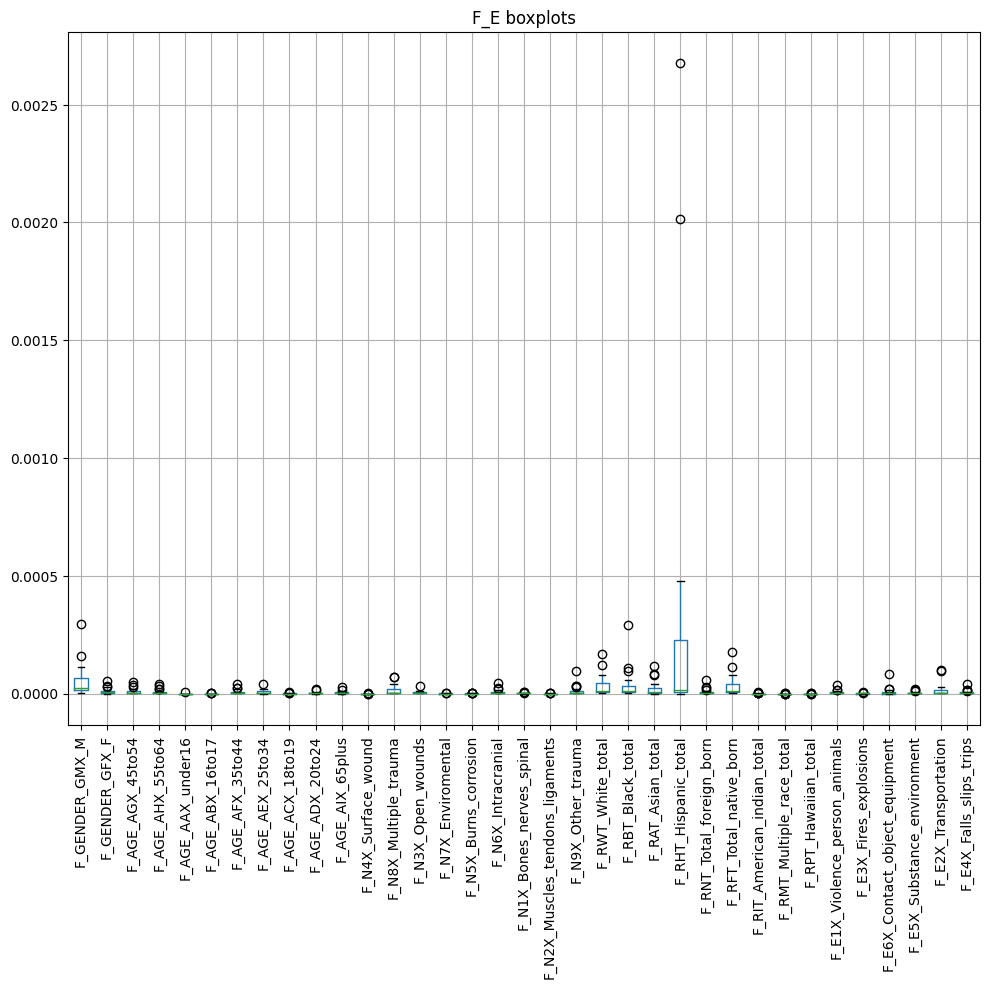 F_E boxplots
0.0025
0.0020
0.0015
0.0010
0.0005
0.0000
F_GENDER_GMX_M
F_GENDER_GFX_F
F_AGE_AGX_45to54
F_AGE_AHX_55to64
F_AGE_AAX_under16
F_AGE_ABX_16to17
F_AGE_AFX_35to44
F_AGE_AEX_25to34
F_AGE_ACX_18to19
F_AGE_ADX_20to24
F_AGE_AIX_65plus
F_N4X_Surface_wound
F_N8X_Multiple_trauma
F_N3X_Open_wounds
F_N7X_Enviromental
F_N5X_Burns_corrosion
F_N6X_Intracranial
F_N1X_Bones_nerves_spinal
F_N2X_Muscles_tendons_ligaments
F_N9X_Other_trauma
F_RWT_White_total
F_RBT_Black_total
F_RAT_Asian_total
F_RHT_Hispanic_total
F_RNT_Total_foreign_born
F_RFT_Total_native_born
F_RIT_American_indian_total
F_RMT_Multiple_race_total
F_RPT_Hawaiian_total
F_E1X_Violence_person_animals
F_E3X_Fires_explosions
F_E6X_Contact_object_equipment
F_E5X_Substance_environment
F_E2X_Transportation
F_E4X_Falls_slips_trips